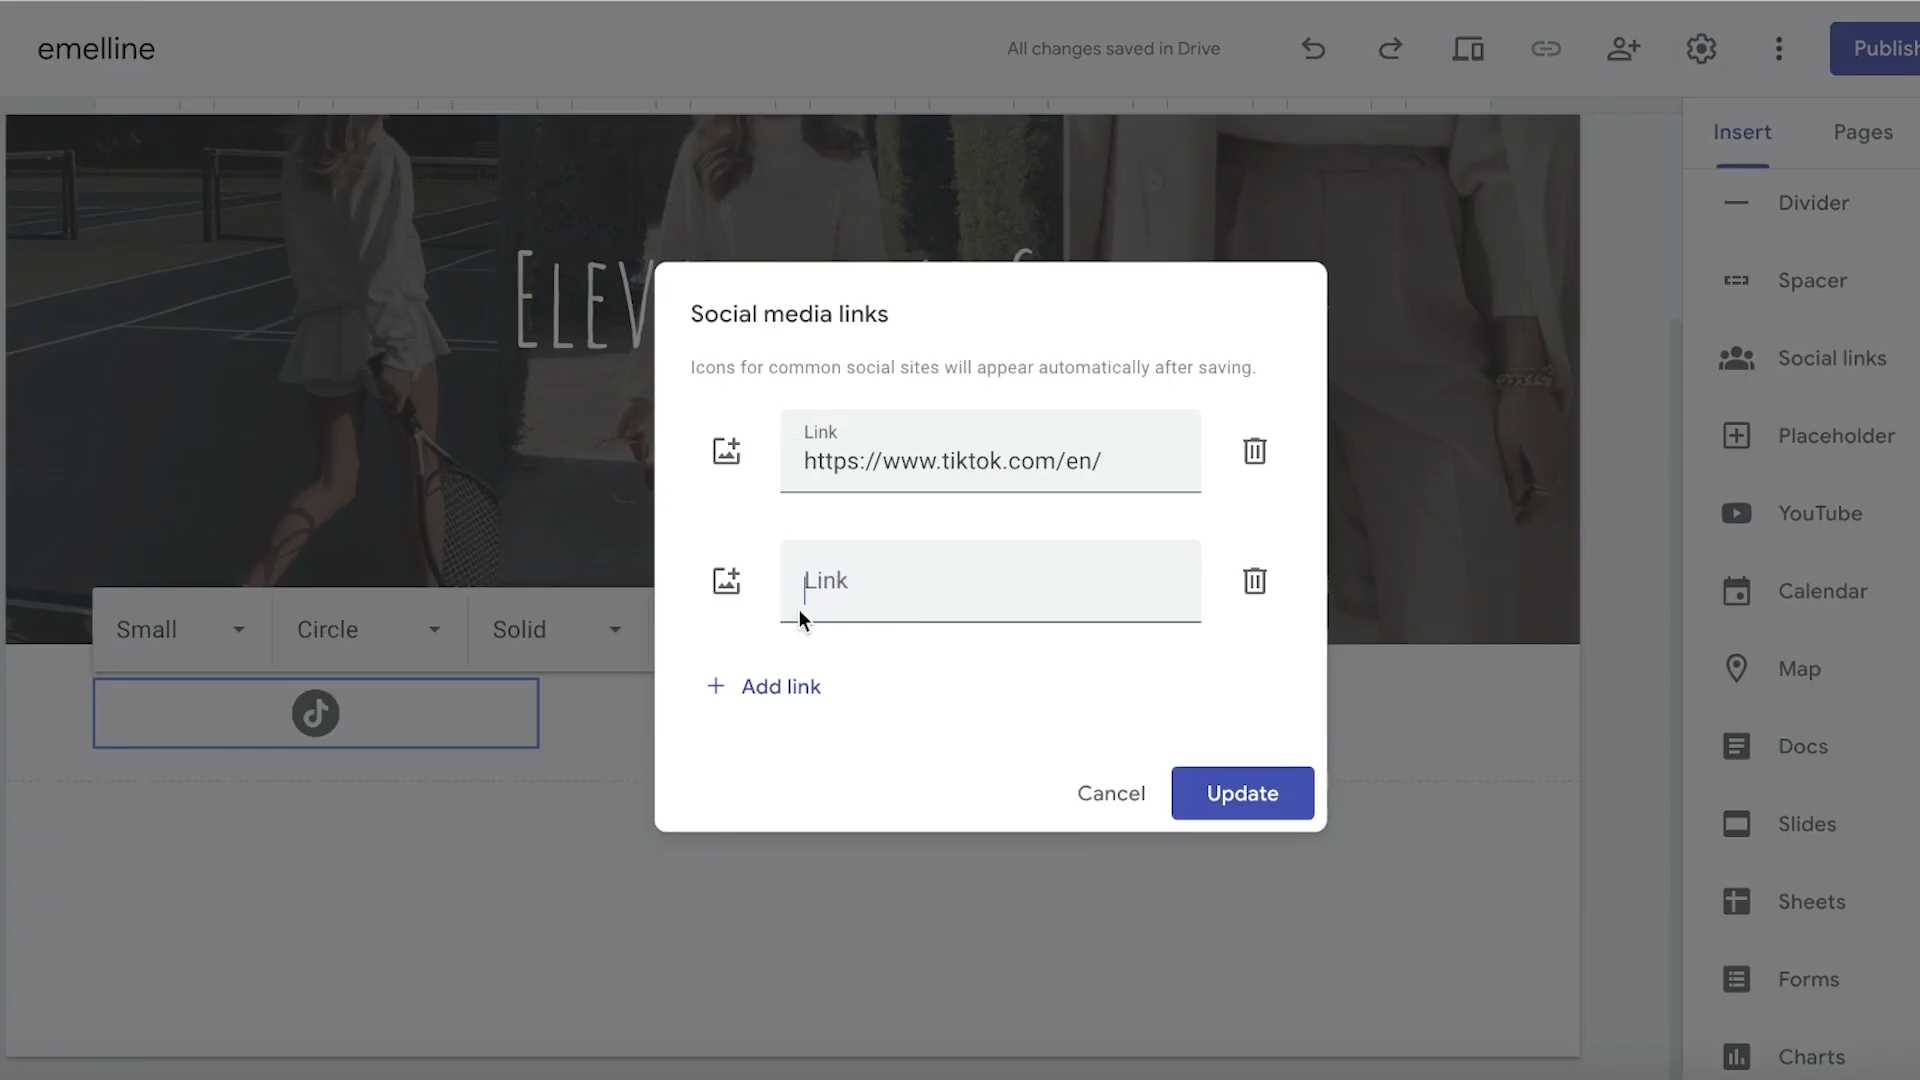 emelline
All changes saved in Drive
Publish
Insert
Pages
Divider
Spacer
Social links
Placeholder
YouTube
Calendar
Map
Docs
Slides
Sheets
Forms
Charts
ELEV
Social media links
Icons for common social sites will appear automatically after saving.
Link
https://www.tiktok.com/en/
Link
+ Add link
Cancel
Update
Small
Circle
Solid